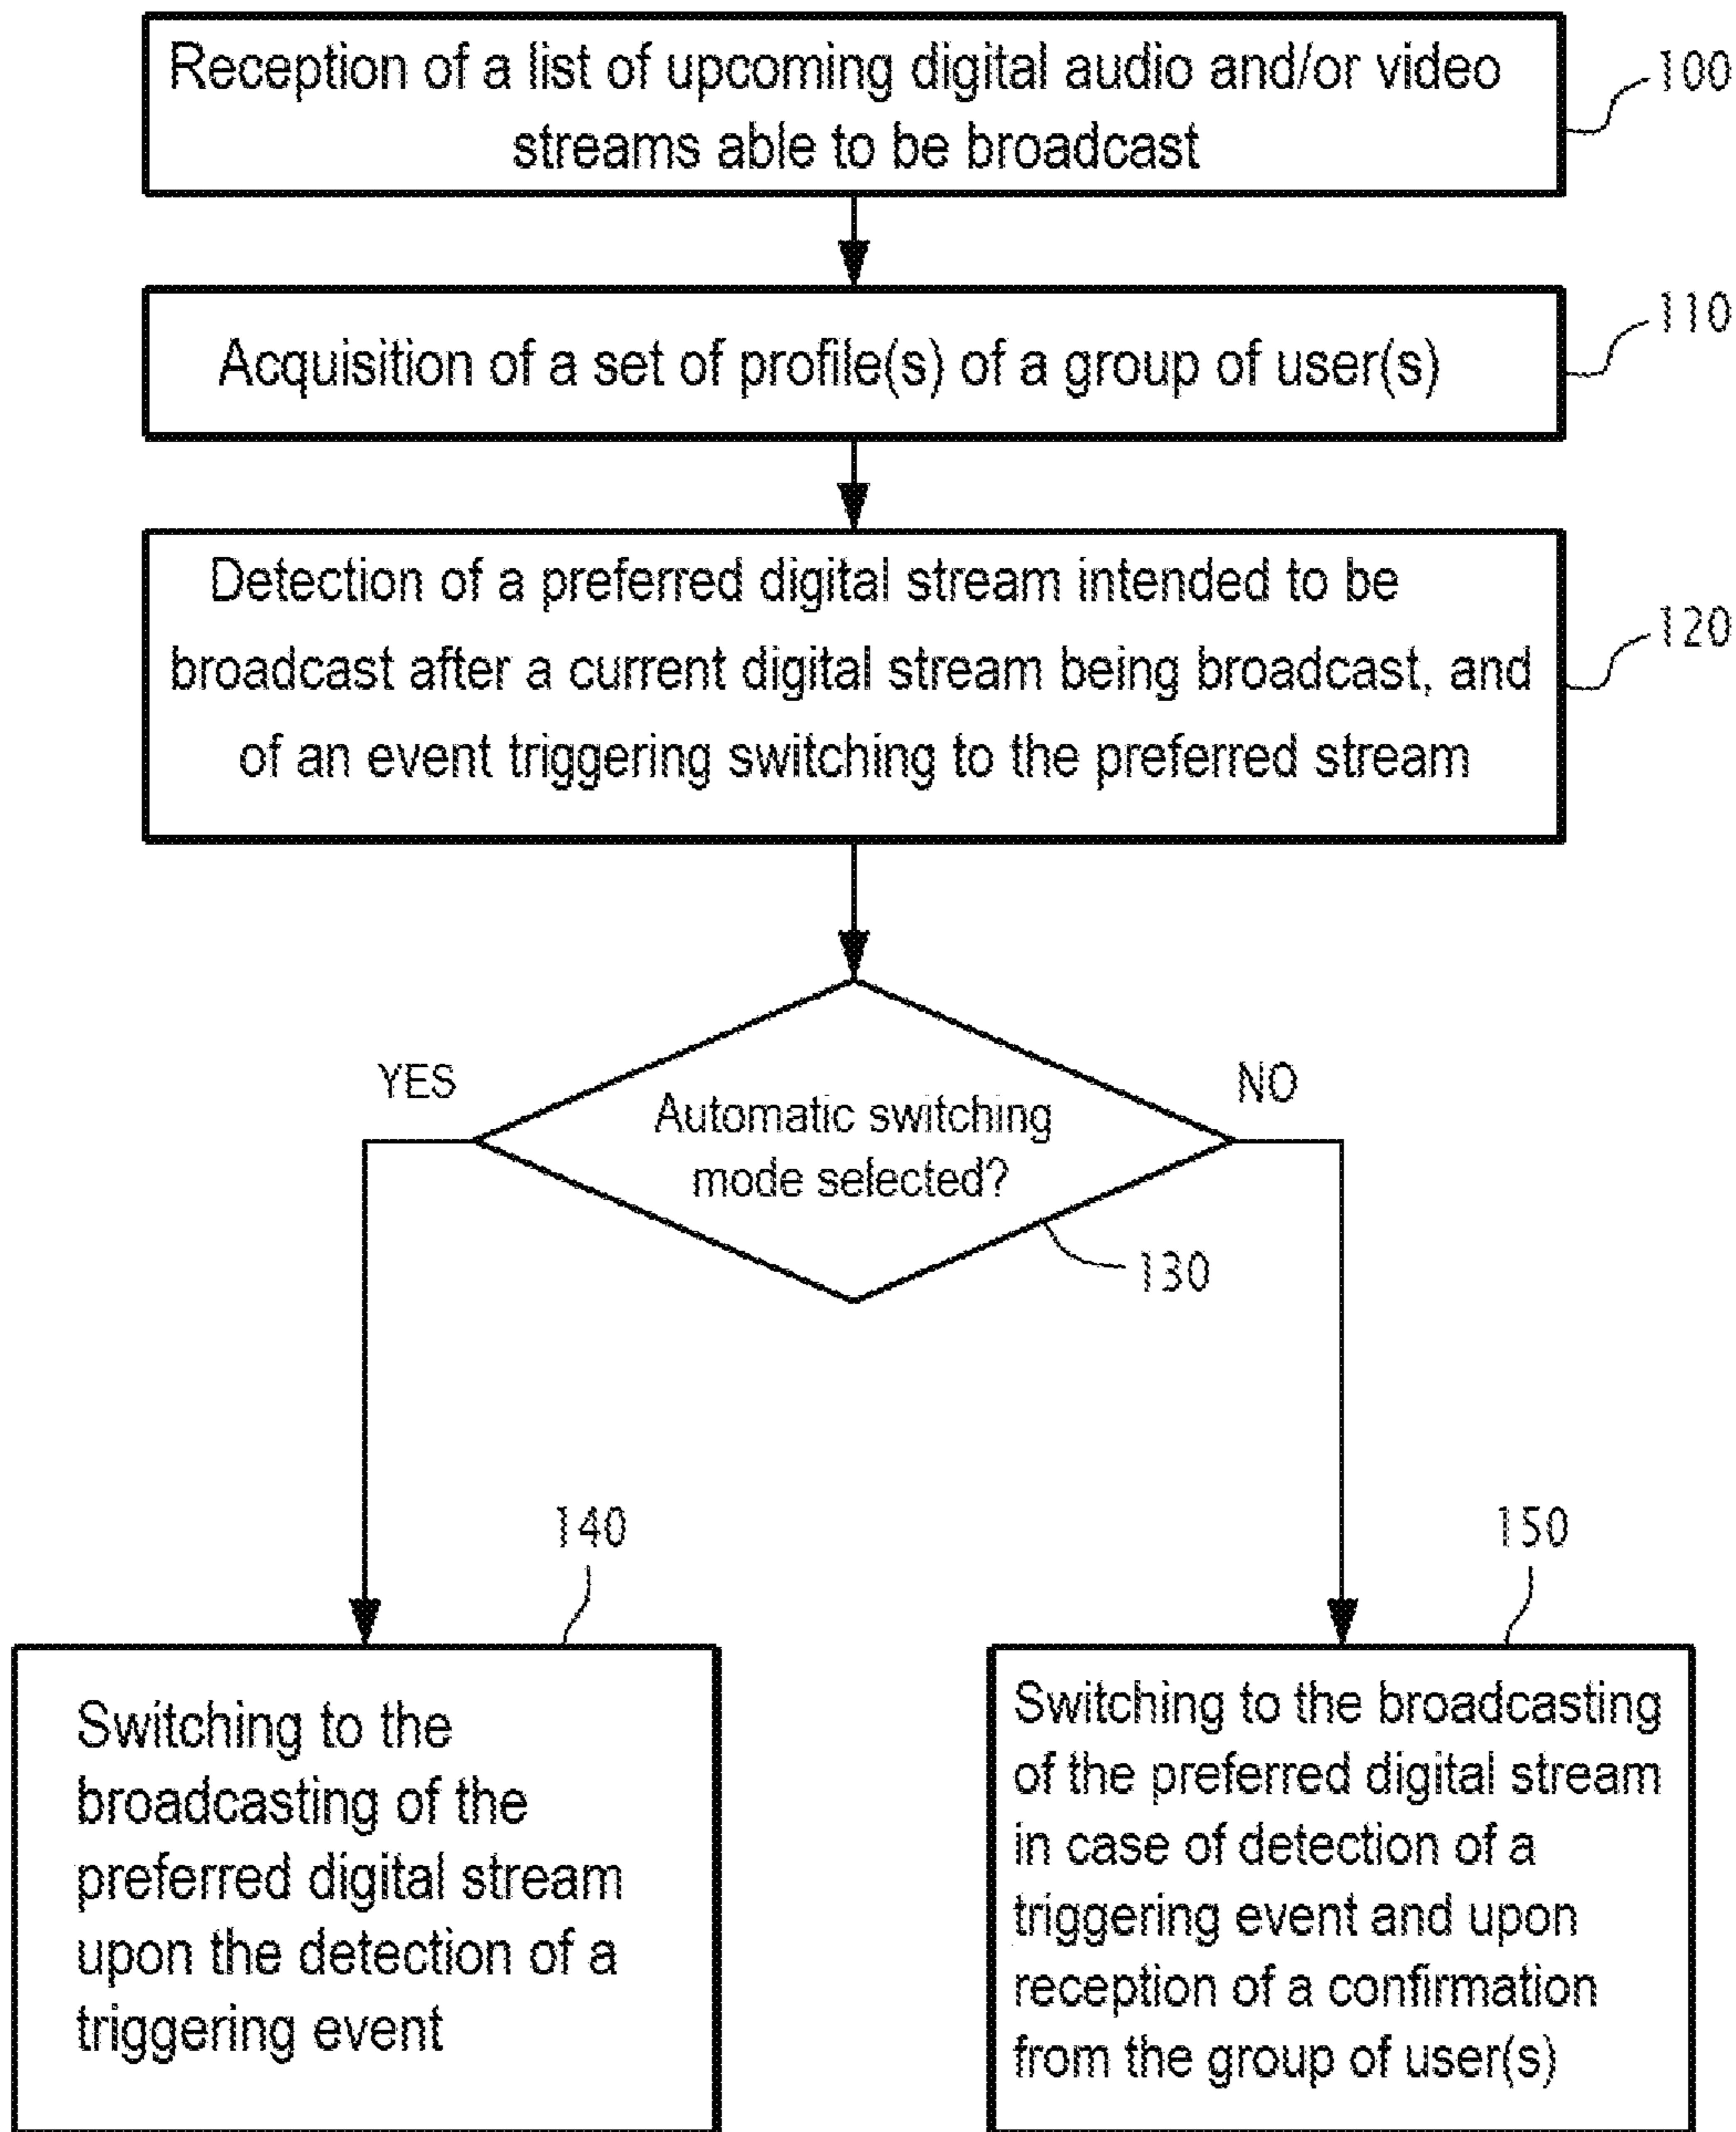 Reception of a list of upcoming digital audio and/or video
streams able to be broadcast
100
Acquisition of a set of profile(s) of a group of user(s)
110
Detection of a preferred digital stream intended to be
broadcast after a current digital stream being broadcast, and
of an event triggering switching to the preferred stream
120
YES
NO
Automatic switching
mode selected?
130
140
Switching to the
broadcasting of the
preferred digital stream
upon the detection of a
triggering event
150
Switching to the broadcasting
of the preferred digital stream
in case of detection of a
triggering event and upon
reception of a confirmation
from the group of user(s)